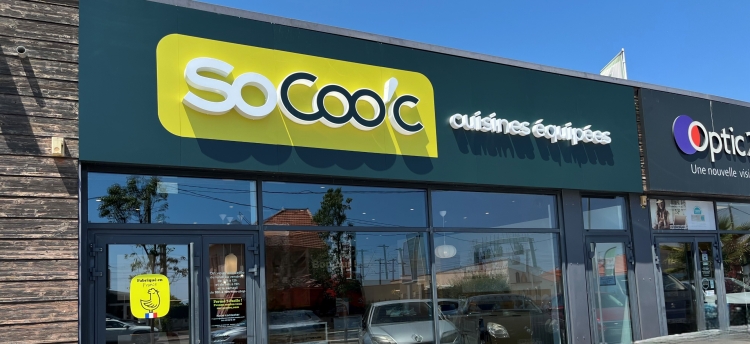 SoCoo'c
cuisines équipées
Optic
Une nouvelle visi
Fabriqué en
France